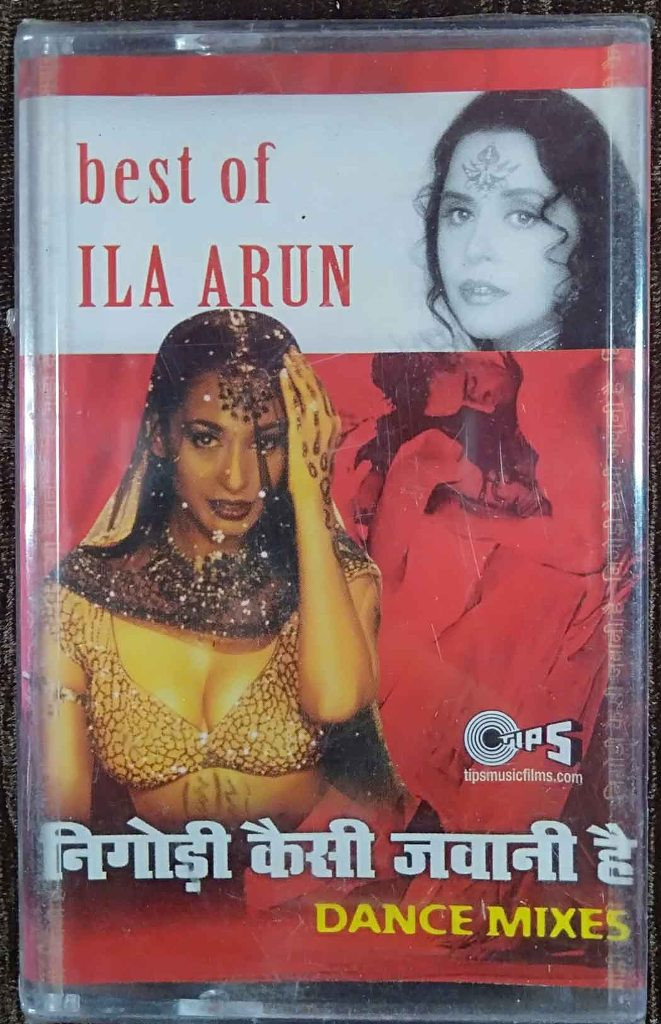 best of
ILA ARUN
TIPS
tipsmusicfilms.com
निगोड़ी कैसी जवानी है
DANCE MIXES